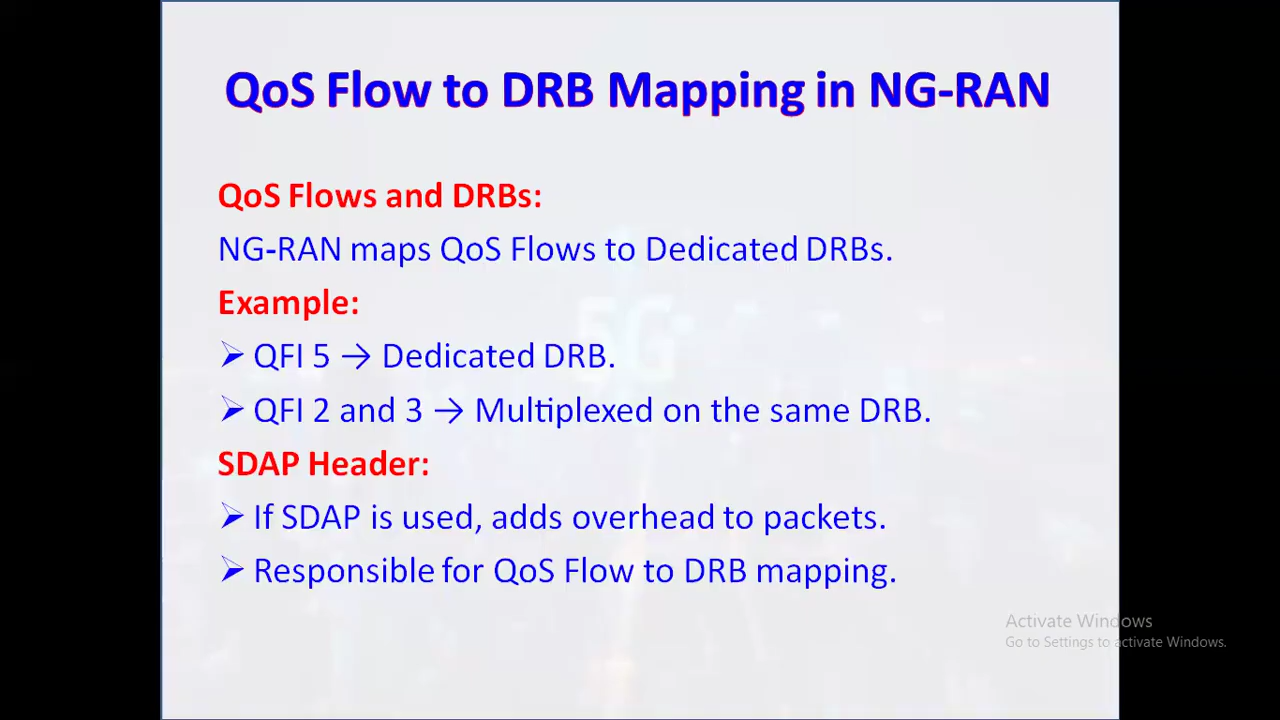 QoS Flow to DRB Mapping in NG-RAN
QoS Flows and DRBs:
NG-RAN maps QoS Flows to Dedicated DRBs.
Example:
➢ QFI 5 → Dedicated DRB.
➢ QFI 2 and 3 → Multiplexed on the same DRB.
SDAP Header:
➢ If SDAP is used, adds overhead to packets.
➢ Responsible for QoS Flow to DRB mapping.
5G
Activate Windows
Go to Settings to activate Windows.